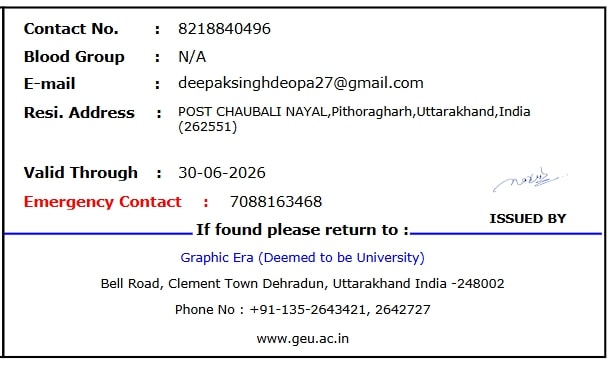 Contact No. : 8218840496
Blood Group : N/A
E-mail : deepaksinghdeopa27@gmail.com
Resi. Address : POST CHAUBALI NAYAL,Pithoragharh,Uttarakhand,India
(262551)
Valid Through : 30-06-2026
Emergency Contact : 7088163468
ISSUED BY
If found please return to :
Graphic Era (Deemed to be University)
Bell Road, Clement Town Dehradun, Uttarakhand India -248002
Phone No : +91-135-2643421, 2642727
www.geu.ac.in